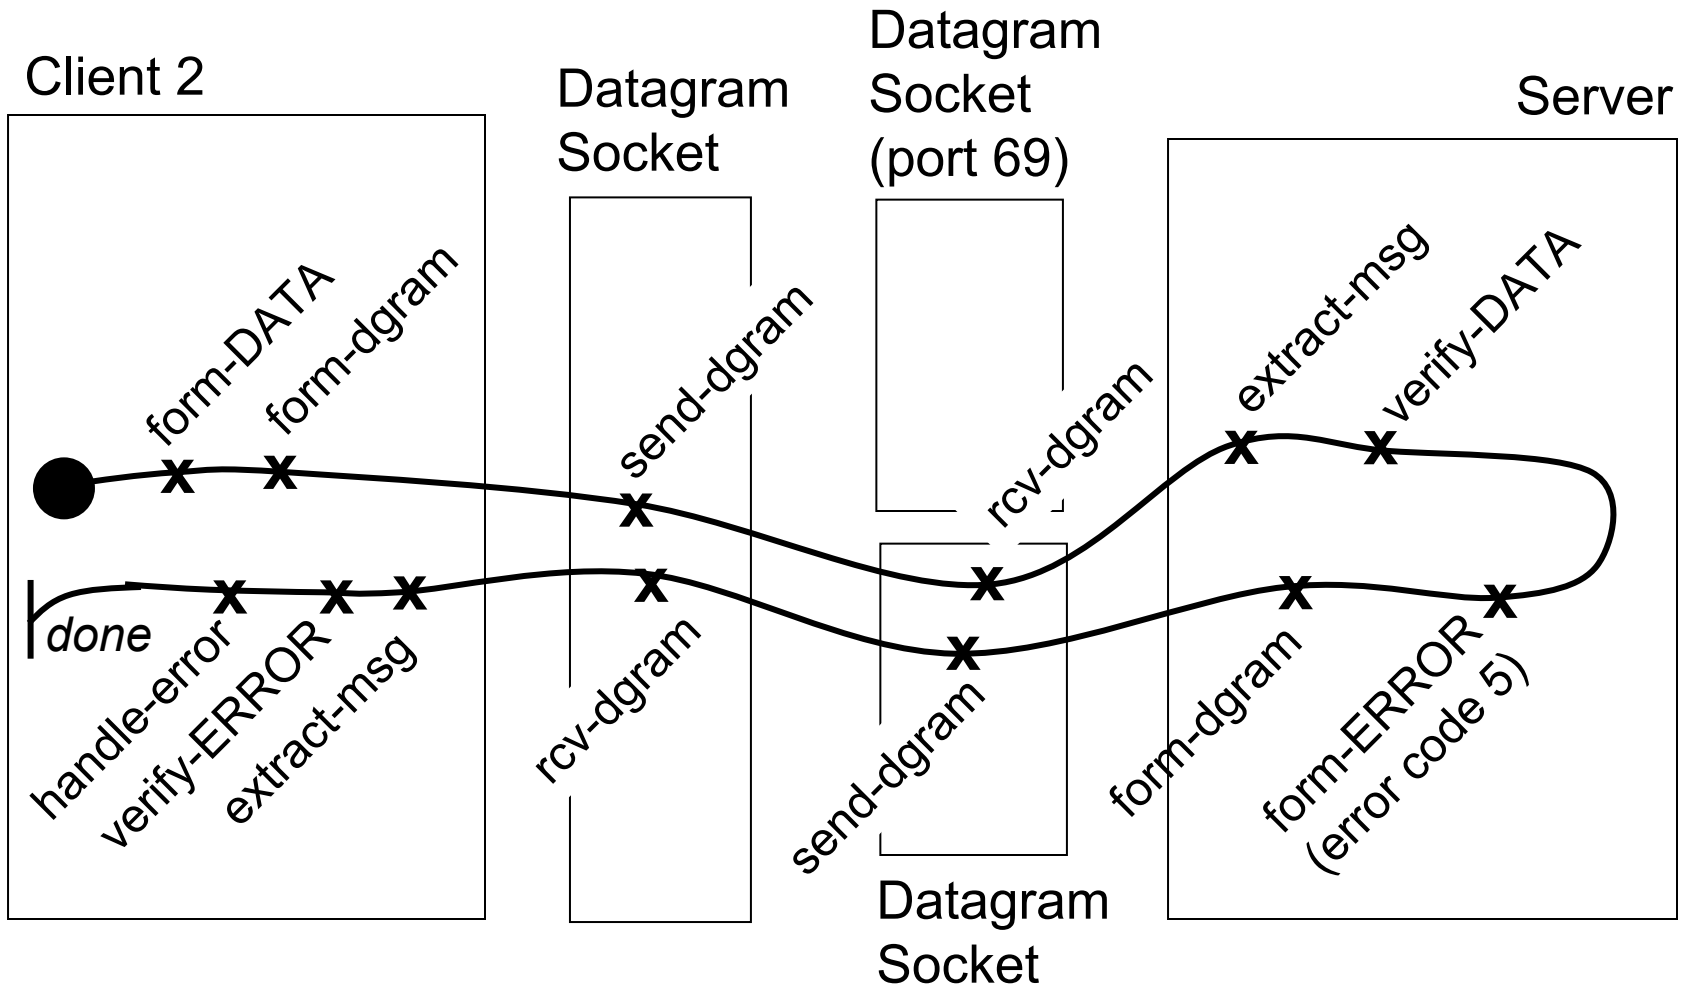 Client 2
Datagram
Socket
Datagram
Socket
(port 69)
Server
form-DATA
form-dgram
send-dgram
rcv-dgram
extract-msg
verify-DATA
X
X
X
X
X
X
done
handle-error
verify-ERROR
extract-msg
rcv-dgram
send-dgram
form-dgram
form-ERROR
(error code 5)
X
X
X
X
X
X
X
Datagram
Socket